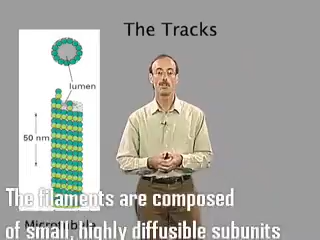 The Tracks
lumen
50 nm
The filaments are composed
of small, highly diffusible subunits